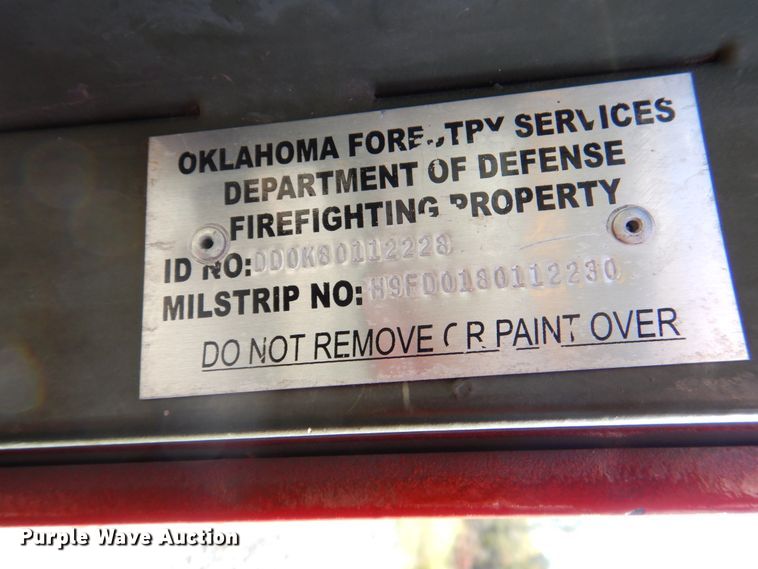 OKLAHOMA FORESTRY SERVICES
DEPARTMENT OF DEFENSE
FIREFIGHTING PROPERTY
ID NO: DDOK80112228
MILSTRIP NO: H9FD0180112230
DO NOT REMOVE OR PAINT OVER
Purple Wave Auction